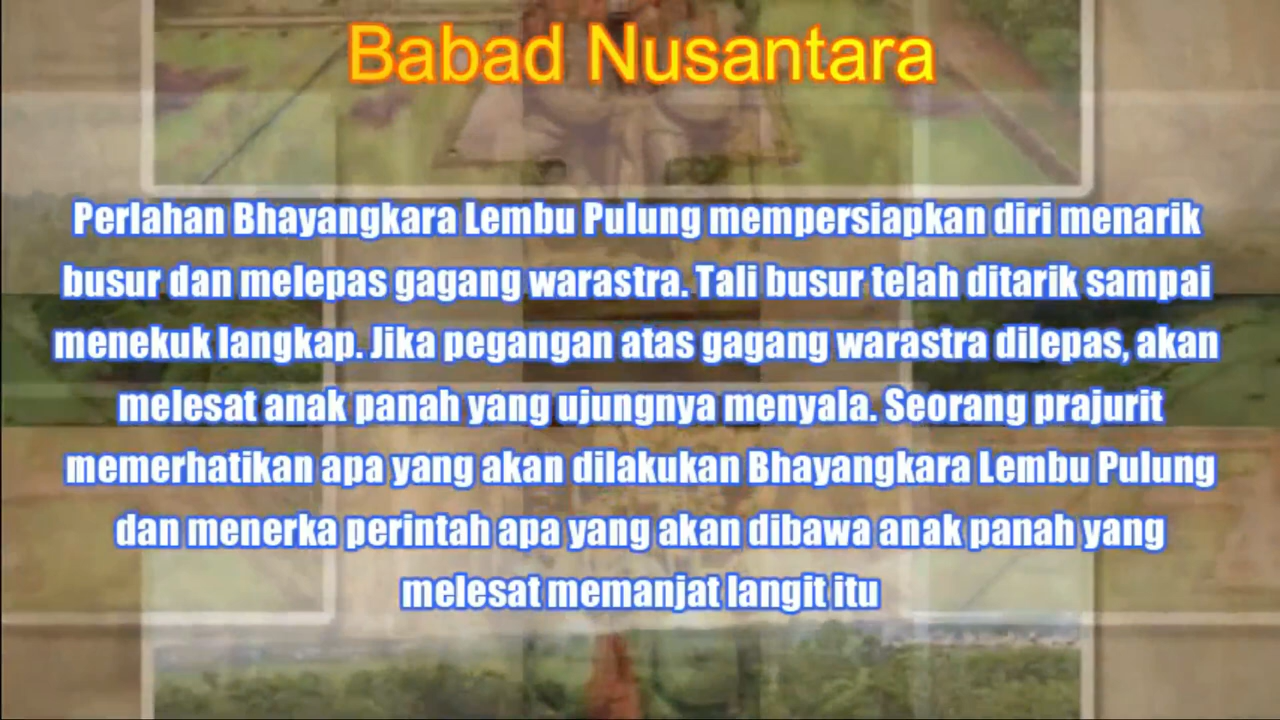 Babad Nusantara
Perlahan Bhayangkara Lembu Pulung mempersiapkan diri menarik
busur dan melepas gagang warastra. Tali busur telah ditarik sampai
menekuk langkap. Jika pegangan atas gagang warastra dilepas, akan
melesat anak panah yang ujungnya menyala. Seorang prajurit
memerhatikan apa yang akan dilakukan Bhayangkara Lembu Pulung
dan menerka perintah apa yang akan dibawa anak panah yang
melesat memanjat langit itu